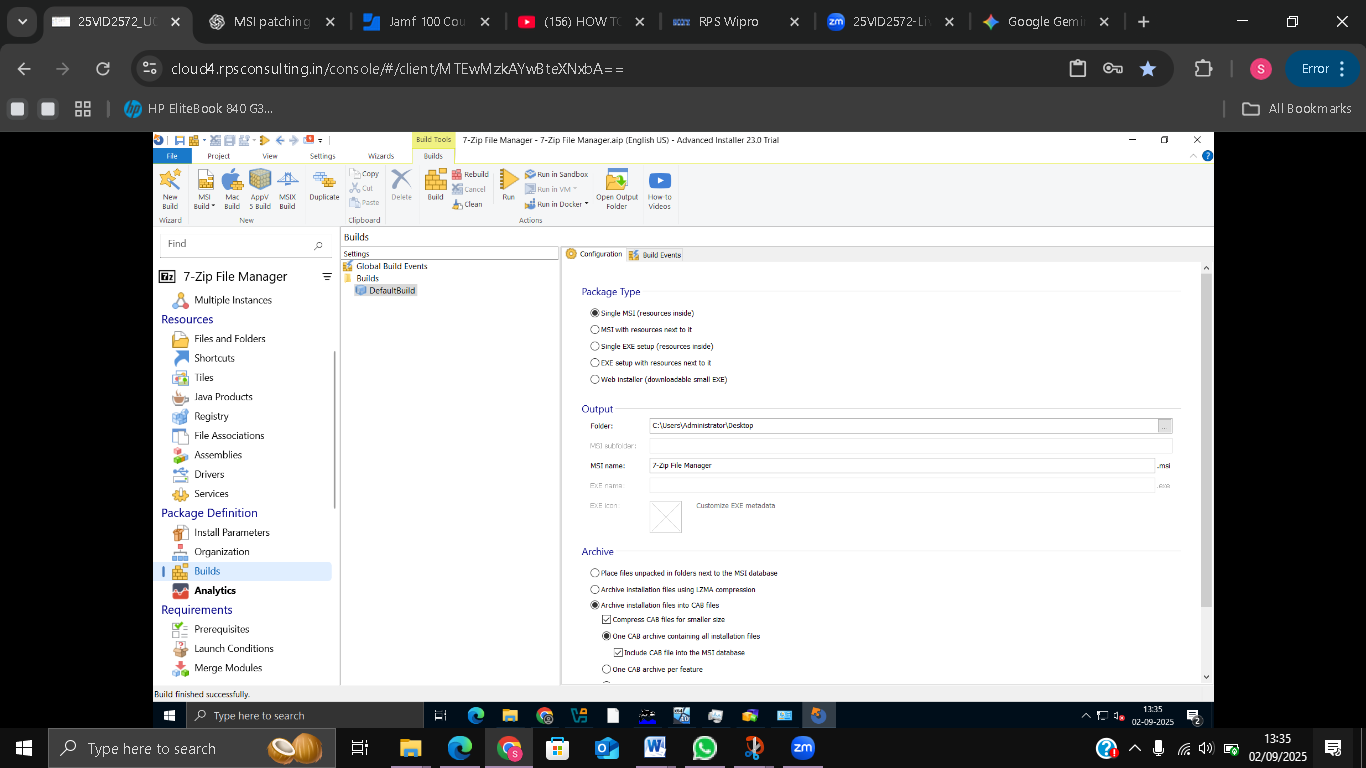 25VID2572_UC
MSI patching
Jamf 100 Cou
(156) HOW TO
RPS Wipro
25VID2572-Liv
Google Gemi
cloud4.rpsconsulting.in/console/#/client/MTEwMzkAYwBteXNxbA==
S
Error
HP EliteBook 840 G3...
All Bookmarks
Build Tools
7-Zip File Manager - 7-Zip File Manager.aip (English US) - Advanced Installer 23.0 Trial
File Project View Settings Wizards Builds
New Build
MSI Build
Mac Build
AppV 5 Build
MSIX Build
Duplicate
Copy
Cut
Paste
Delete
Build
Rebuild
Cancel
Clean
Run
Run in Sandbox
Run in VM
Run in Docker
Open Output Folder
How to Videos
Wizard
New
Clipboard
Actions
Find
7-Zip File Manager
Multiple Instances
Resources
Files and Folders
Shortcuts
Tiles
Java Products
Registry
File Associations
Assemblies
Drivers
Services
Package Definition
Install Parameters
Organization
Builds
Analytics
Requirements
Prerequisites
Launch Conditions
Merge Modules
Builds
Settings
Global Build Events
Builds
DefaultBuild
Configuration
Build Events
Package Type
Single MSI (resources inside)
MSI with resources next to it
Single EXE setup (resources inside)
EXE setup with resources next to it
Web installer (downloadable small EXE)
Output
Folder: C:\Users\Administrator\Desktop ...
MSI subfolder:
MSI name: 7-Zip File Manager .msi
EXE name: .exe
EXE icon: Customize EXE metadata
Archive
Place files unpacked in folders next to the MSI database
Archive installation files using LZMA compression
Archive installation files into CAB files
Compress CAB files for smaller size
One CAB archive containing all installation files
Include CAB file into the MSI database
One CAB archive per feature
Build finished successfully.
Type here to search
13:35
02-09-2025
2
Type here to search
13:35
02/09/2025